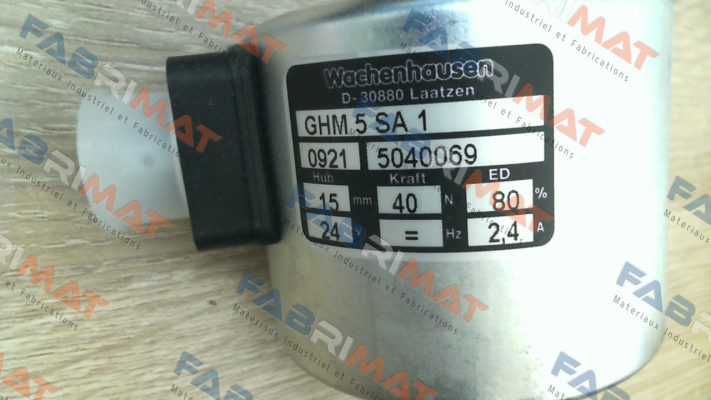 Wachenhausen
D-30880 Laatzen
GHM 5 SA 1
0921 5040069
Hub Kraft ED
15 mm 40 N 80 %
24 = Hz 2,4 A
FABRIMAT
Matériaux Industriel et Fabrications